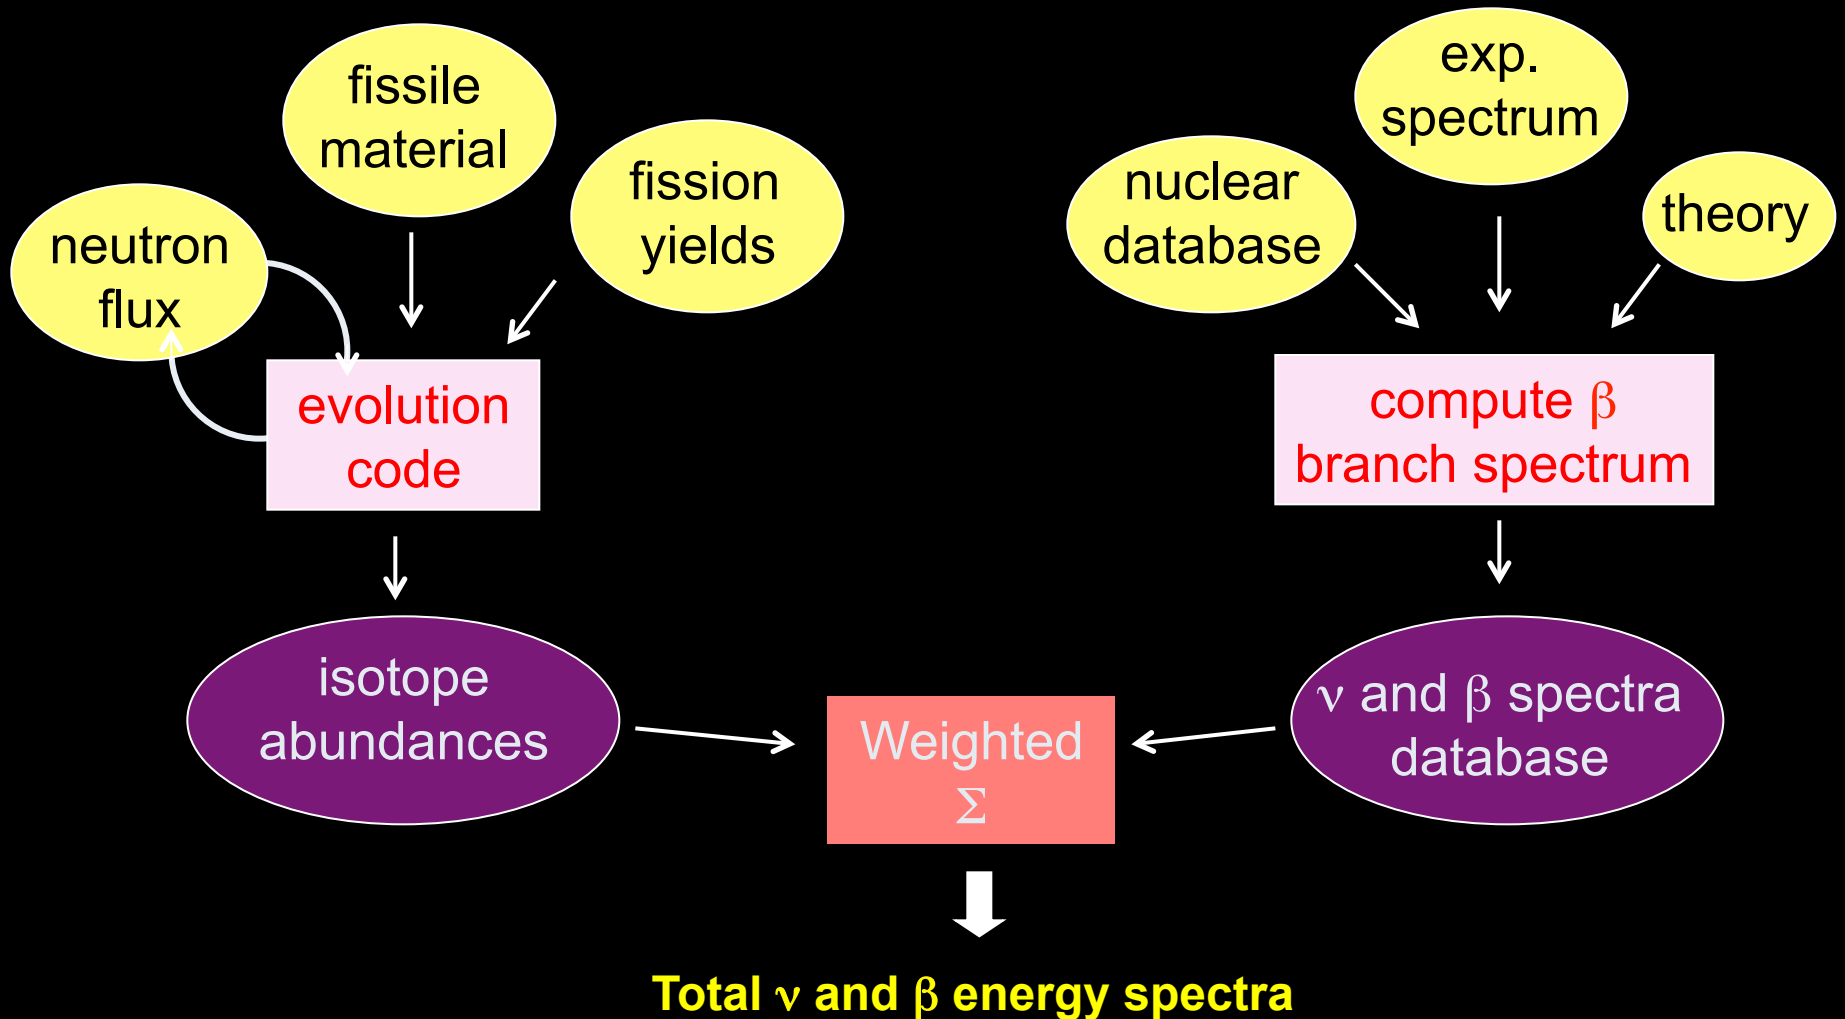 fissile
material
neutron
flux
fission
yields
evolution
code
isotope
abundances
exp.
spectrum
nuclear
database
theory
compute β
branch spectrum
ν and β spectra
database
Weighted
Σ
Total ν and β energy spectra